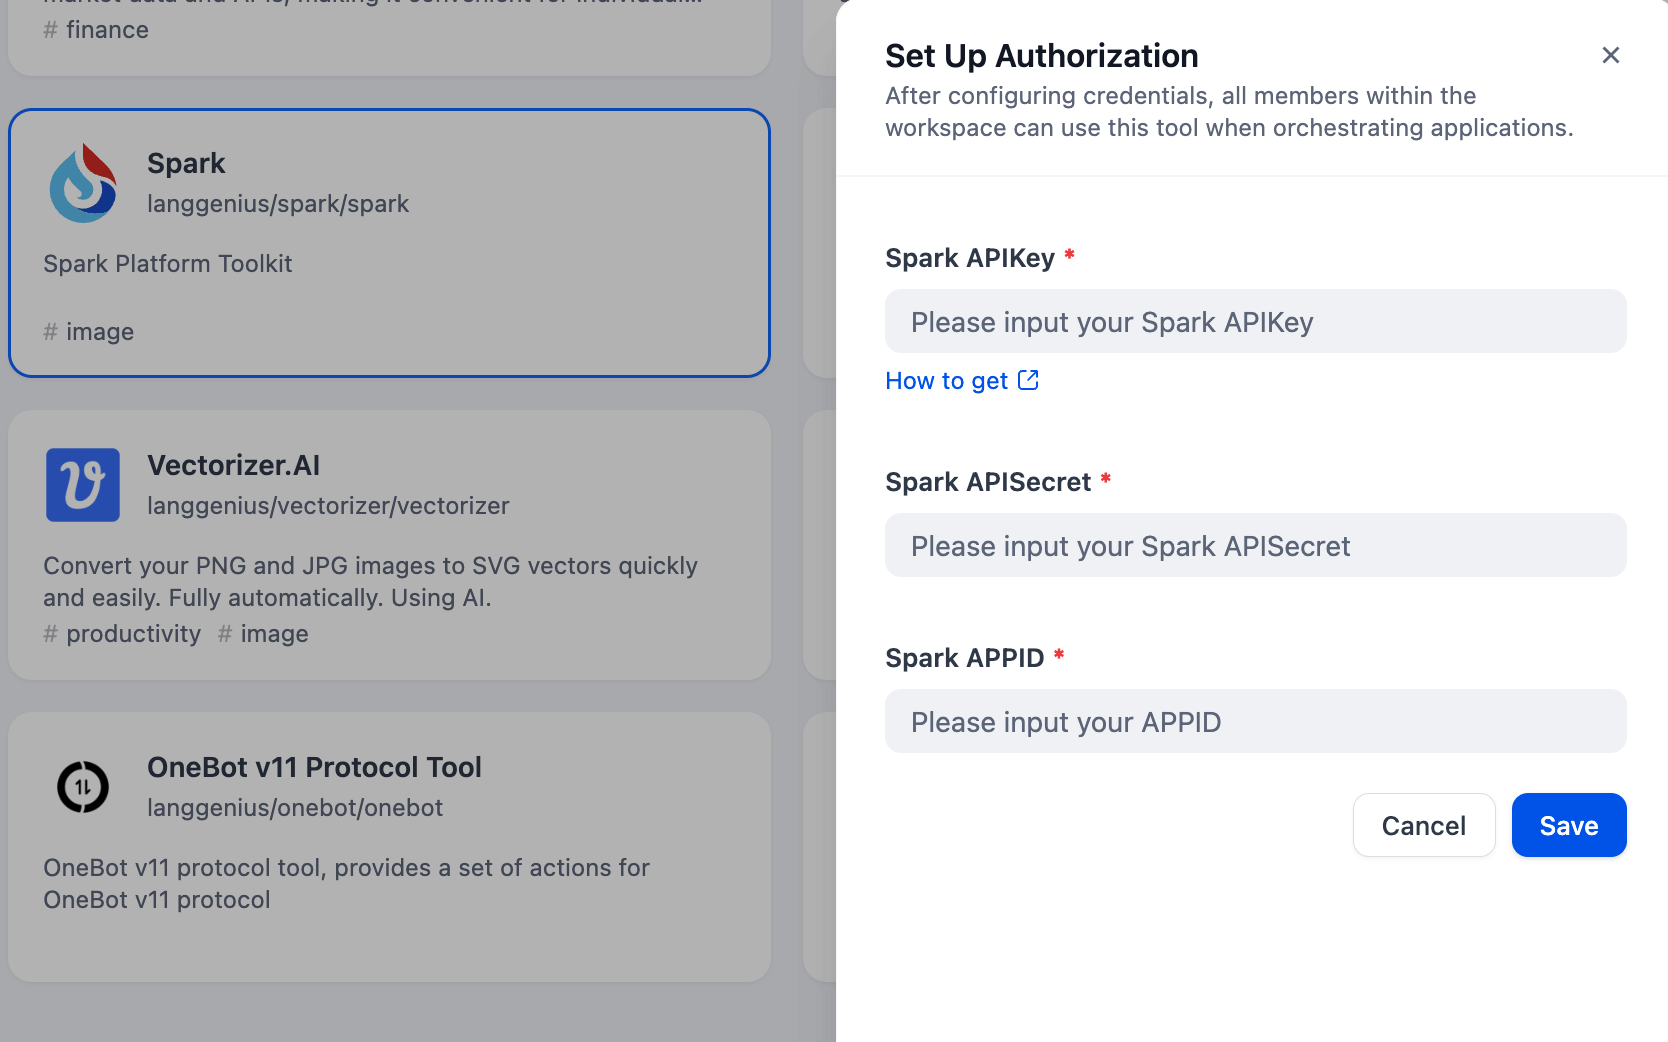 # finance
Spark
langgenius/spark/spark
Spark Platform Toolkit
# image
Vectorizer.AI
langgenius/vectorizer/vectorizer
Convert your PNG and JPG images to SVG vectors quickly
and easily. Fully automatically. Using AI.
# productivity # image
OneBot v11 Protocol Tool
langgenius/onebot/onebot
OneBot v11 protocol tool, provides a set of actions for
OneBot v11 protocol
Set Up Authorization
After configuring credentials, all members within the
workspace can use this tool when orchestrating applications.
Spark APIKey *
Please input your Spark APIKey
How to get
Spark APISecret *
Please input your Spark APISecret
Spark APPID *
Please input your APPID
Cancel
Save